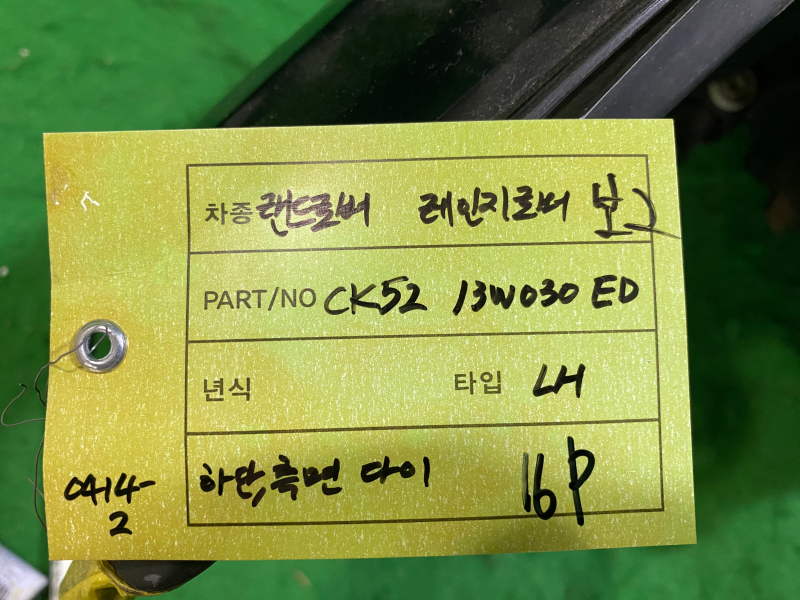 차종 랜드로버 레인지로버 보그
PART/NO CK52 13W030 ED
년식 타입 LH
하단,측면 다이 16P
0414-
2